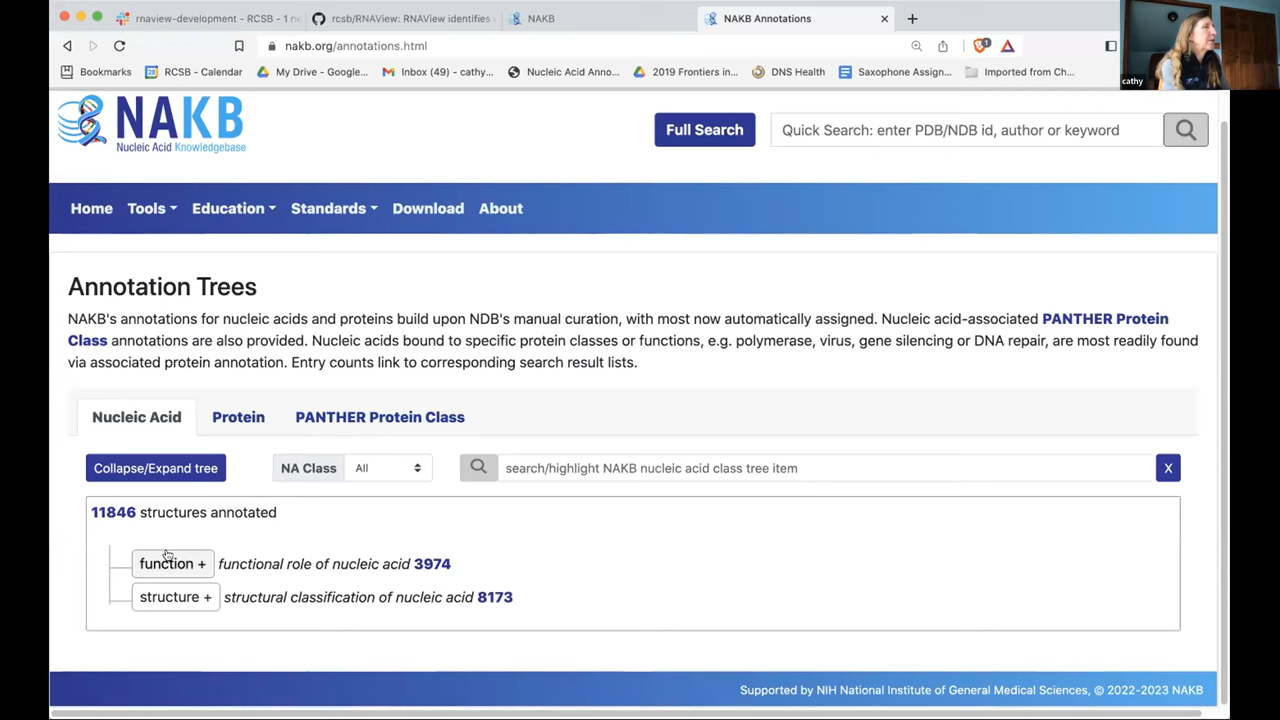 rnaview-development - RCSB - 1 n
rcsb/RNAView: RNAView identifies
NAKB
NAKB Annotations
nakb.org/annotations.html
1
Bookmarks
RCSB - Calendar
My Drive - Google...
Inbox (49) - cathy...
Nucleic Acid Anno...
2019 Frontiers in...
DNS Health
Saxophone Assign...
Imported from Ch...
cathy
NAKB
Nucleic Acid Knowledgebase
Full Search
Quick Search: enter PDB/NDB id, author or keyword
Home Tools Education Standards Download About
Annotation Trees
NAKB's annotations for nucleic acids and proteins build upon NDB's manual curation, with most now automatically assigned. Nucleic acid-associated PANTHER Protein
Class annotations are also provided. Nucleic acids bound to specific protein classes or functions, e.g. polymerase, virus, gene silencing or DNA repair, are most readily found
via associated protein annotation. Entry counts link to corresponding search result lists.
Nucleic Acid Protein PANTHER Protein Class
Collapse/Expand tree
NA Class All
search/highlight NAKB nucleic acid class tree item
X
11846 structures annotated
function + functional role of nucleic acid 3974
structure + structural classification of nucleic acid 8173
Supported by NIH National Institute of General Medical Sciences, © 2022-2023 NAKB